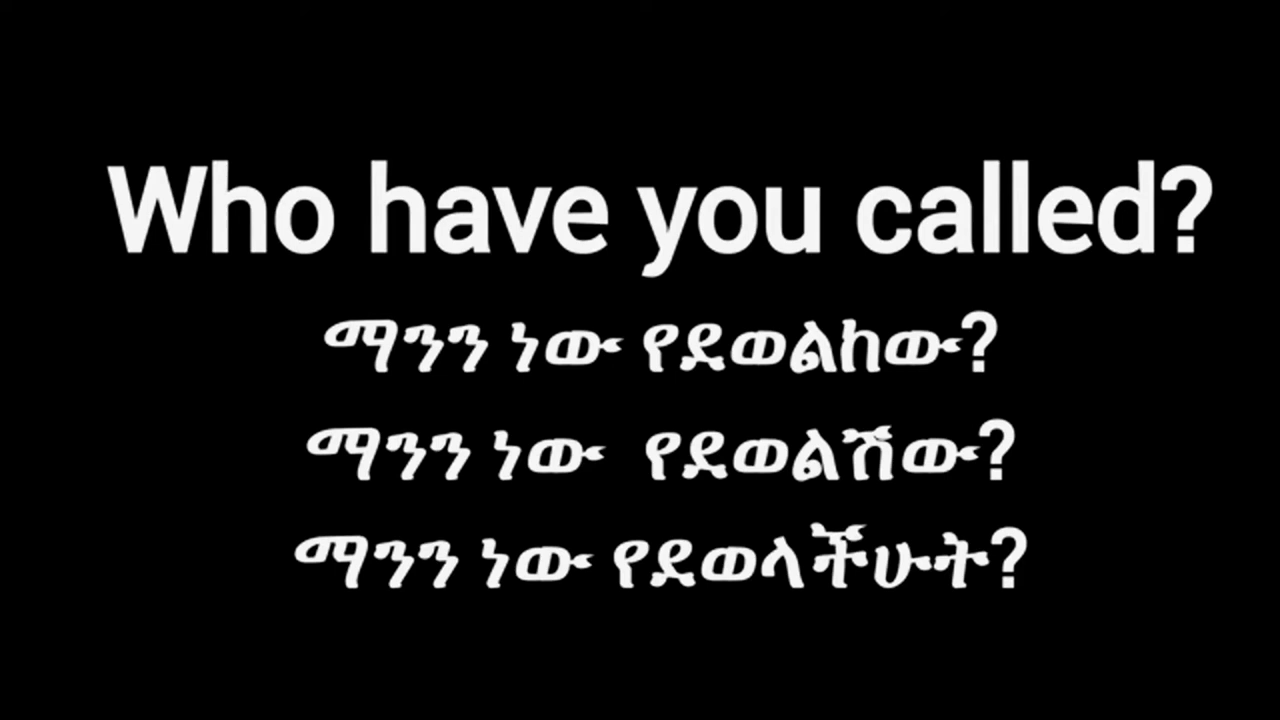 Who have you called?
ማንን ነው የደወልከው?
ማንን ነው የደወልሽው?
ማንን ነው የደወላችሁት?